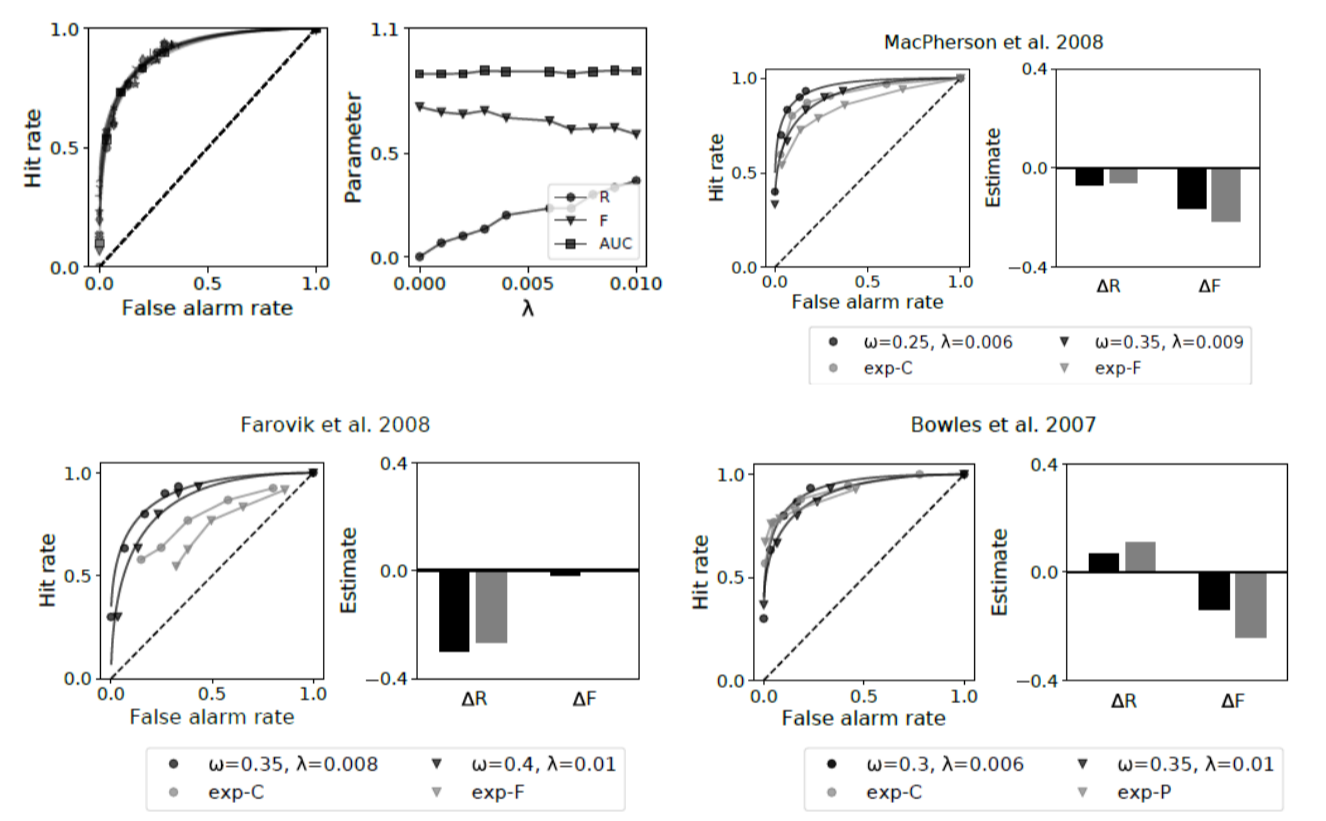 1.0
0.5
0.0
Hit rate
0.0 0.5 1.0
False alarm rate
1.1
0.5
0.0
Parameter
R
F
AUC
0.000 0.005 0.010
λ
MacPherson et al. 2008
1.0
0.5
0.0
Hit rate
0.0 0.5 1.0
False alarm rate
0.4
0.0
−0.4
Estimate
ΔR ΔF
ω=0.25, λ=0.006 ω=0.35, λ=0.009
exp-C exp-F
Farovik et al. 2008
1.0
0.5
0.0
Hit rate
0.0 0.5 1.0
False alarm rate
0.4
0.0
−0.4
Estimate
ΔR ΔF
ω=0.35, λ=0.008 ω=0.4, λ=0.01
exp-C exp-F
Bowles et al. 2007
1.0
0.5
0.0
Hit rate
0.0 0.5 1.0
False alarm rate
0.4
0.0
−0.4
Estimate
ΔR ΔF
ω=0.3, λ=0.006 ω=0.35, λ=0.01
exp-C exp-P